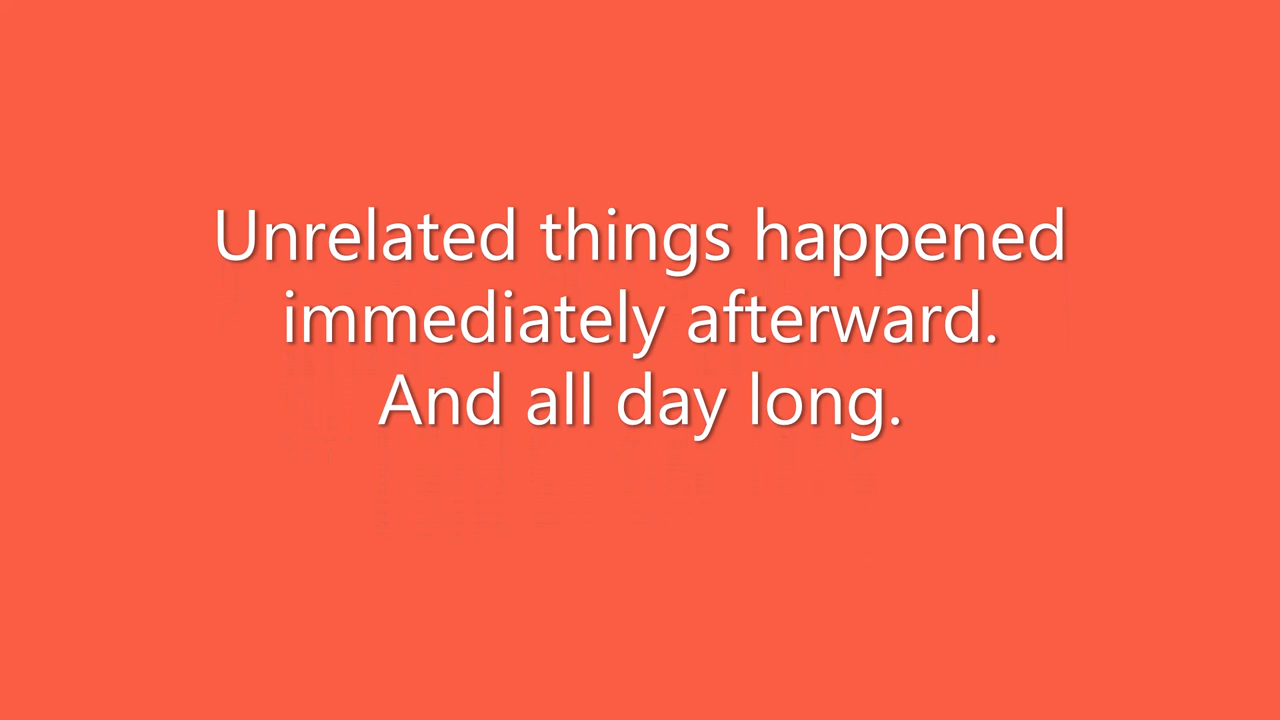 Unrelated things happened
immediately afterward.
And all day long.